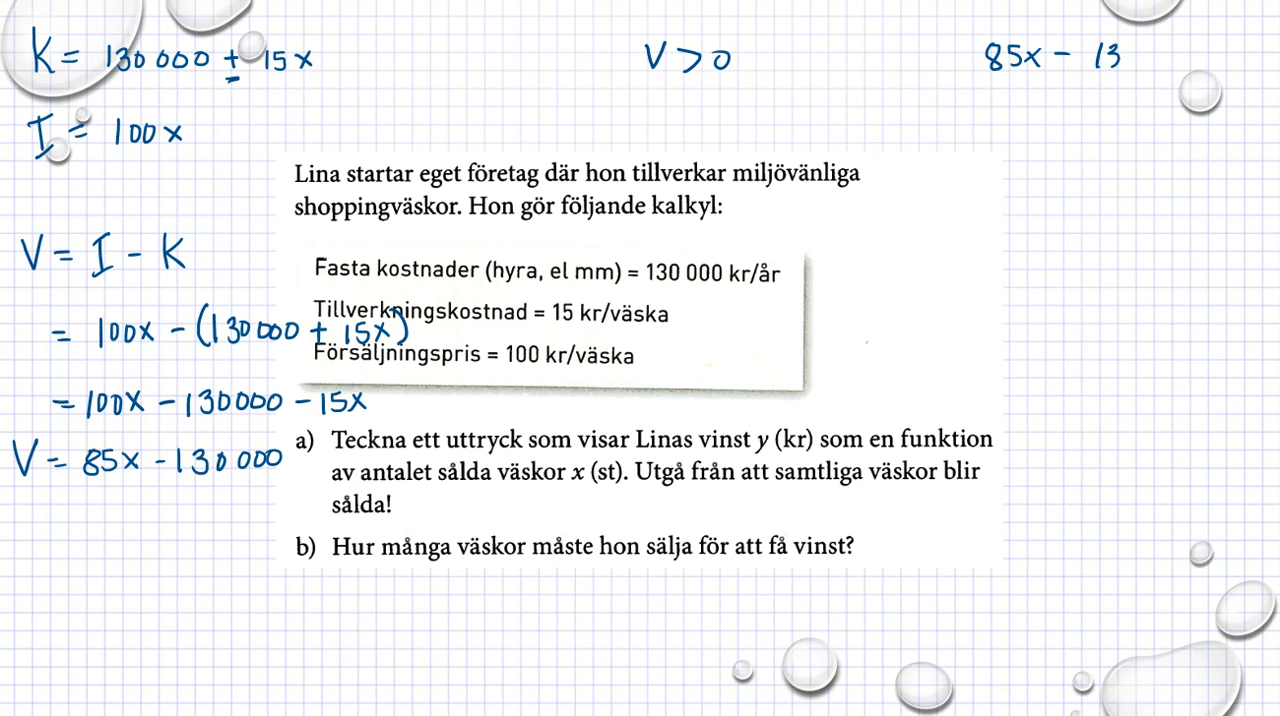 K = 130 000 + 15x
V > 0
85x - 13
I = 100x
Lina startar eget företag där hon tillverkar miljövänliga
shoppingväskor. Hon gör följande kalkyl:
V = I - K
Fasta kostnader (hyra, el mm) = 130 000 kr/år
Tillverkningskostnad = 15 kr/väska
= 100x - (130 000 + 15x)
Försäljningspris = 100 kr/väska
= 100x - 130000 - 15x
V = 85x - 130 000
a) Teckna ett uttryck som visar Linas vinst y (kr) som en funktion
av antalet sålda väskor x (st). Utgå från att samtliga väskor blir
sålda!
b) Hur många väskor måste hon sälja för att få vinst?